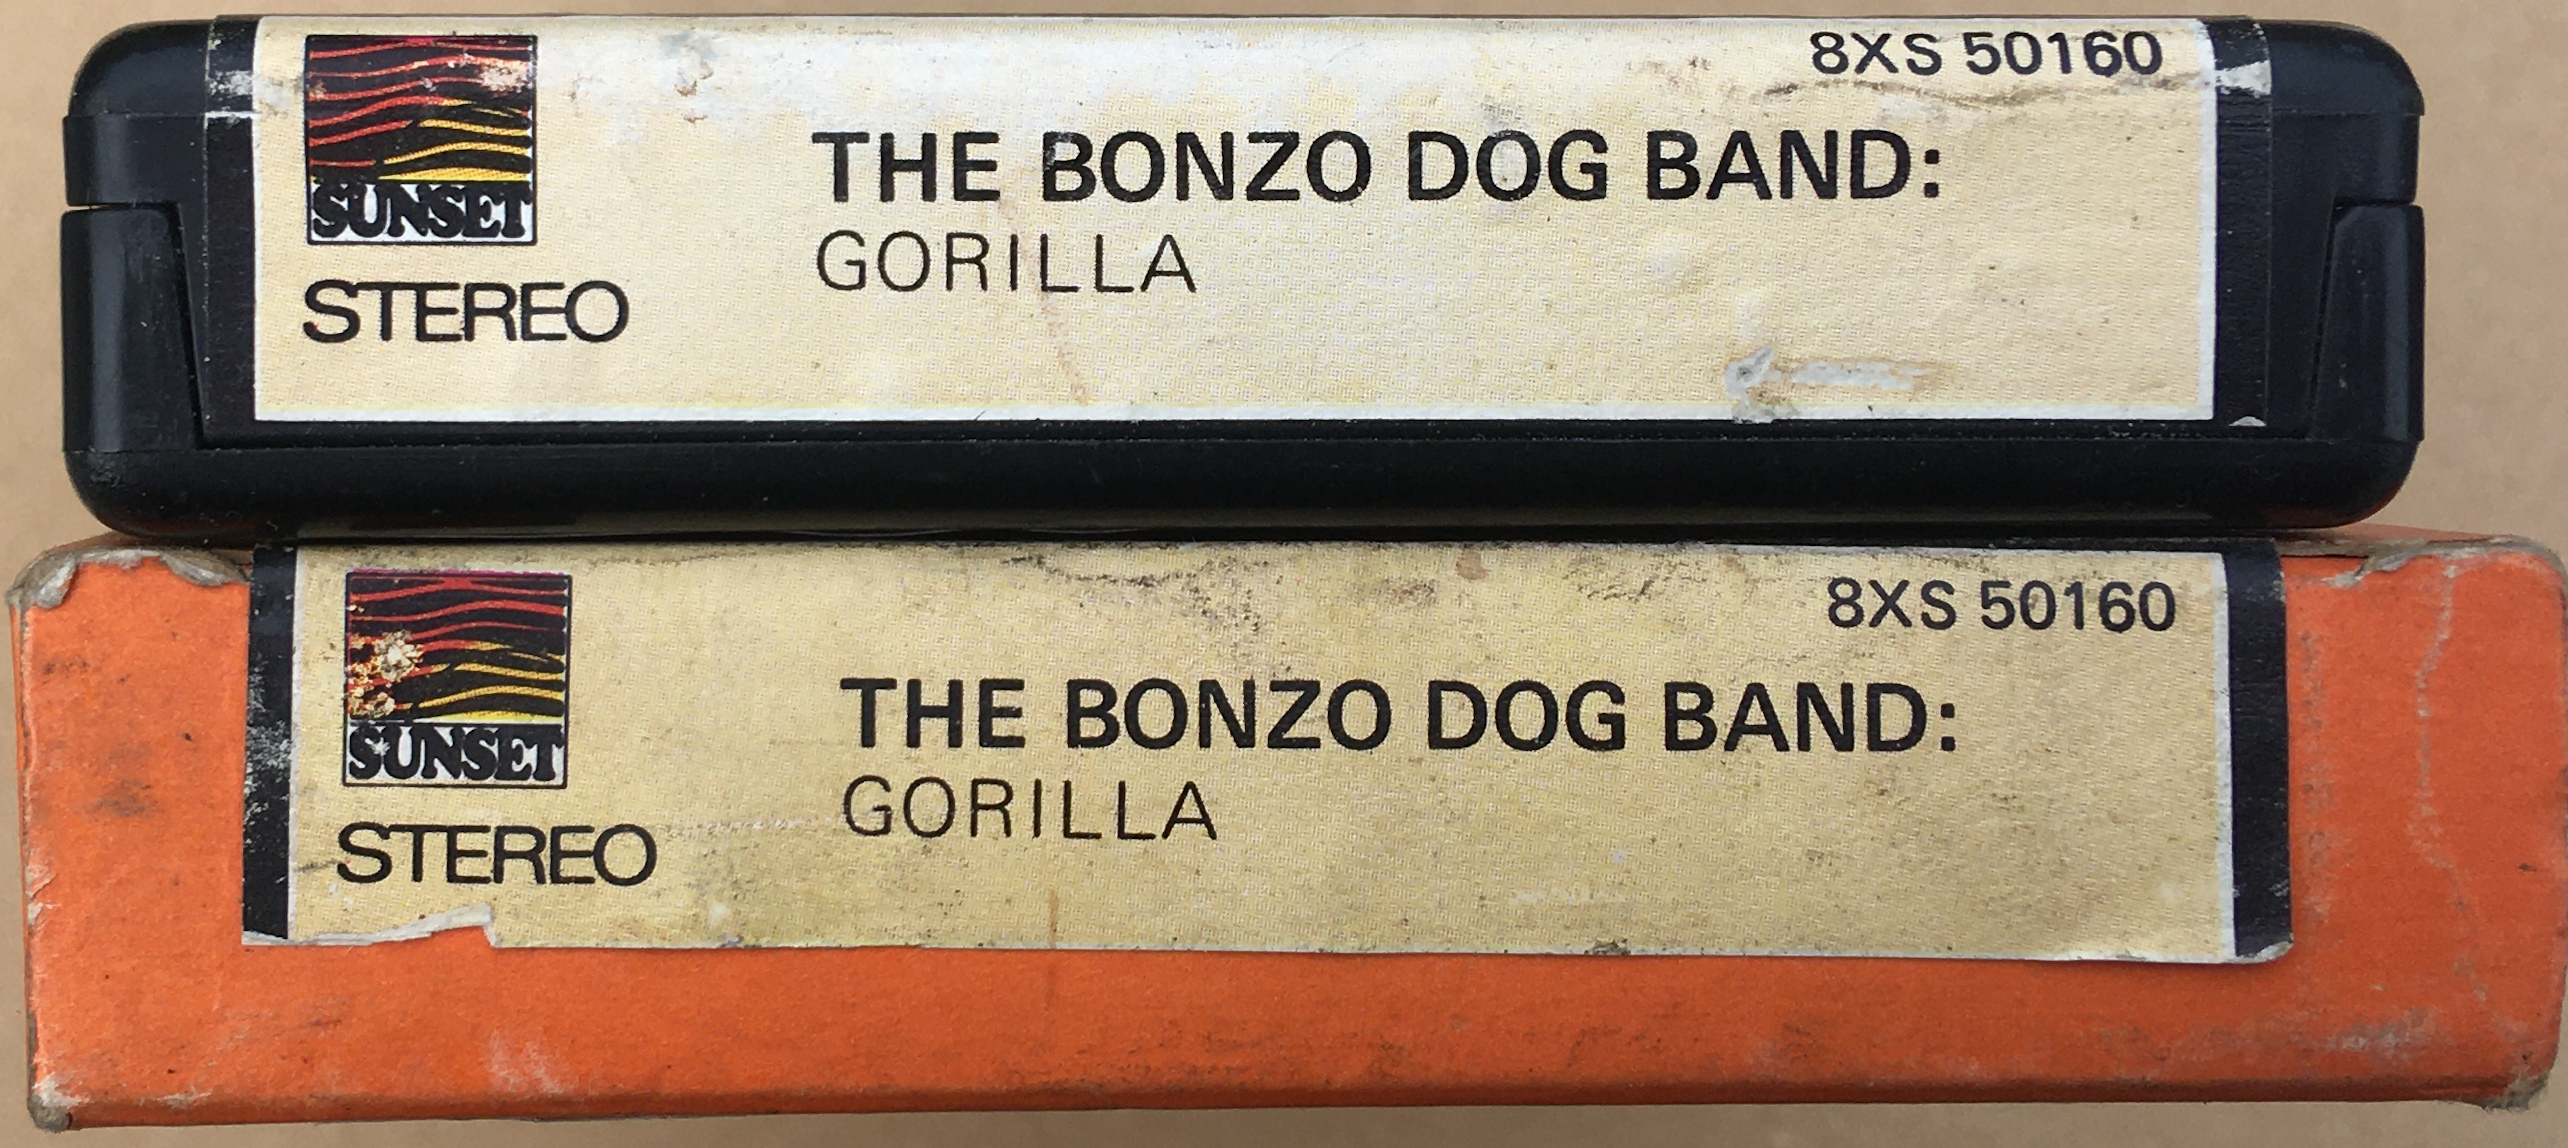 8XS 50160
THE BONZO DOG BAND:
SUNSET
GORILLA
STEREO
8XS 50160
THE BONZO DOG BAND:
SUNSET
GORILLA
STEREO